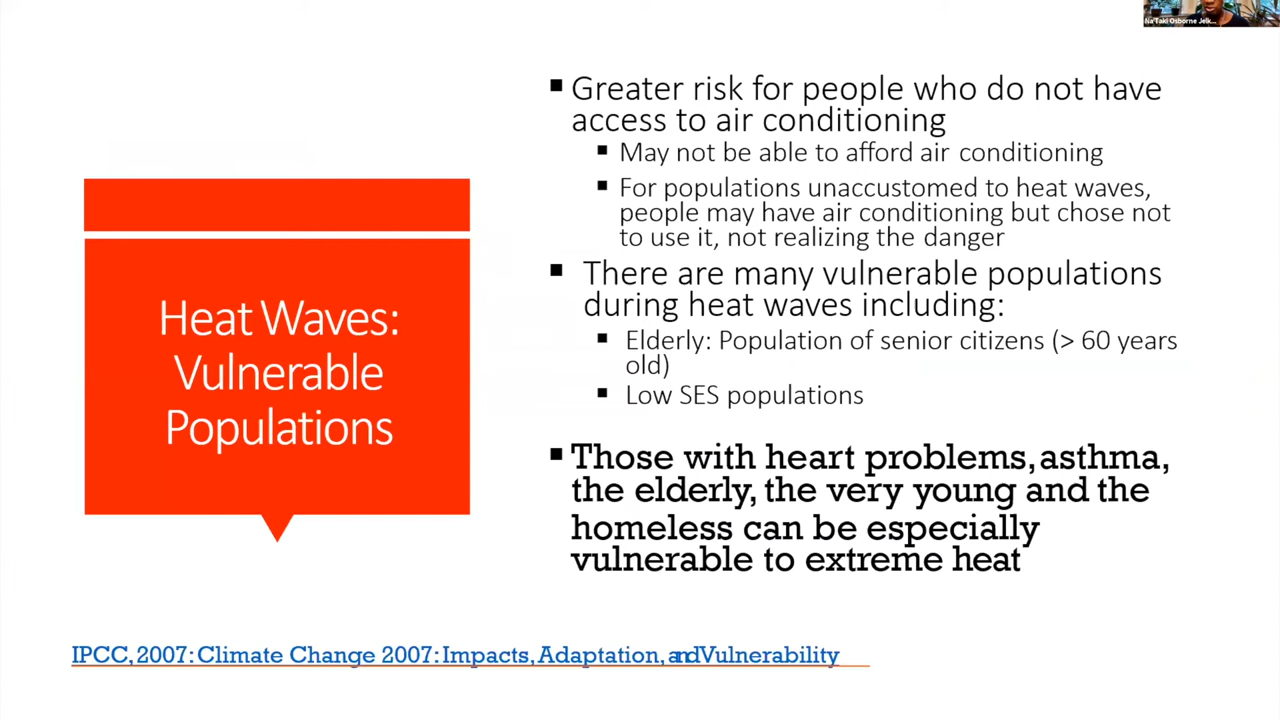 Na'Taki Osborne Jelk...
▪ Greater risk for people who do not have
access to air conditioning
▪ May not be able to afford air conditioning
▪ For populations unaccustomed to heat waves,
people may have air conditioning but chose not
to use it, not realizing the danger
▪ There are many vulnerable populations
during heat waves including:
▪ Elderly: Population of senior citizens (> 60 years
old)
▪ Low SES populations
▪ Those with heart problems, asthma,
the elderly, the very young and the
homeless can be especially
vulnerable to extreme heat
Heat Waves:
Vulnerable
Populations
IPCC, 2007: Climate Change 2007: Impacts, Adaptation, and Vulnerability